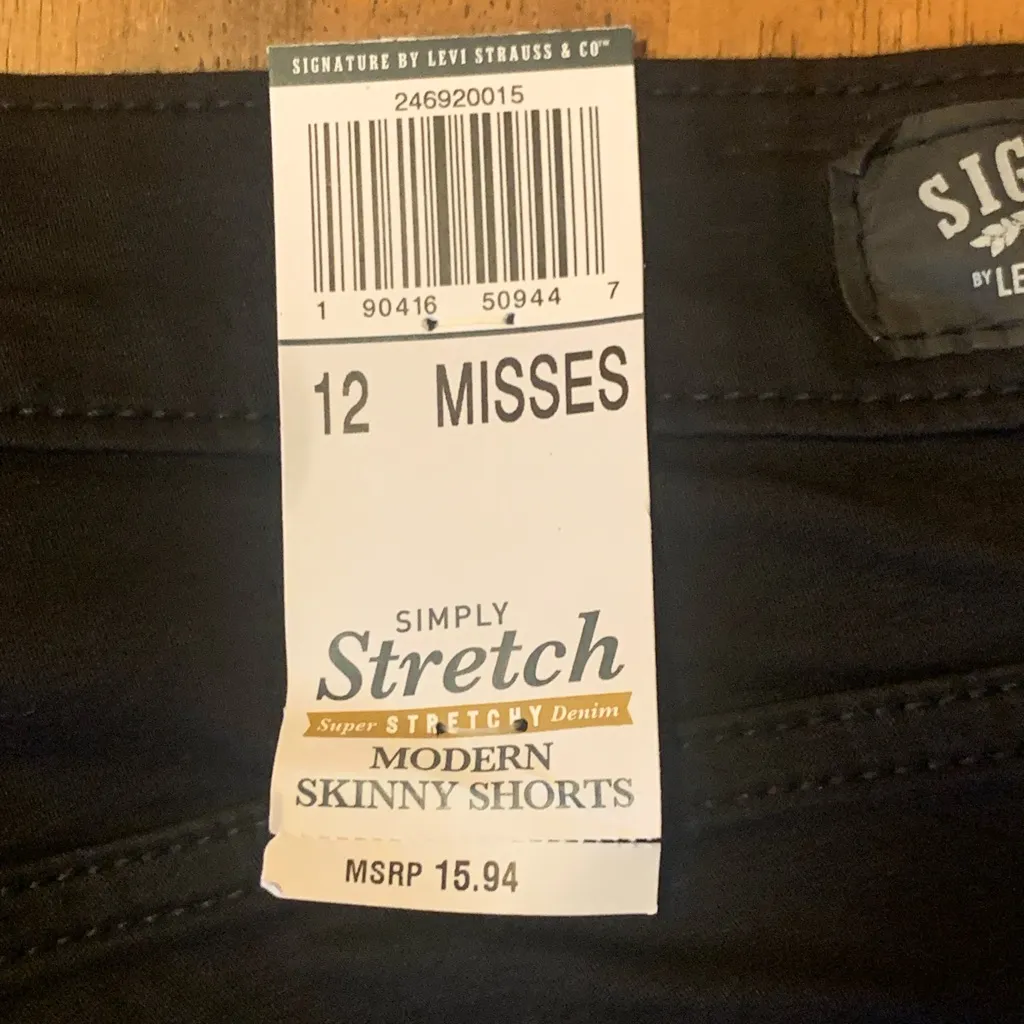 SIGNATURE BY LEVI STRAUSS & CO™
246920015
1 90416 50944 7
12 MISSES
SIMPLY
Stretch
Super STRETCHY Denim
MODERN
SKINNY SHORTS
MSRP 15.94
SIG
BY LE